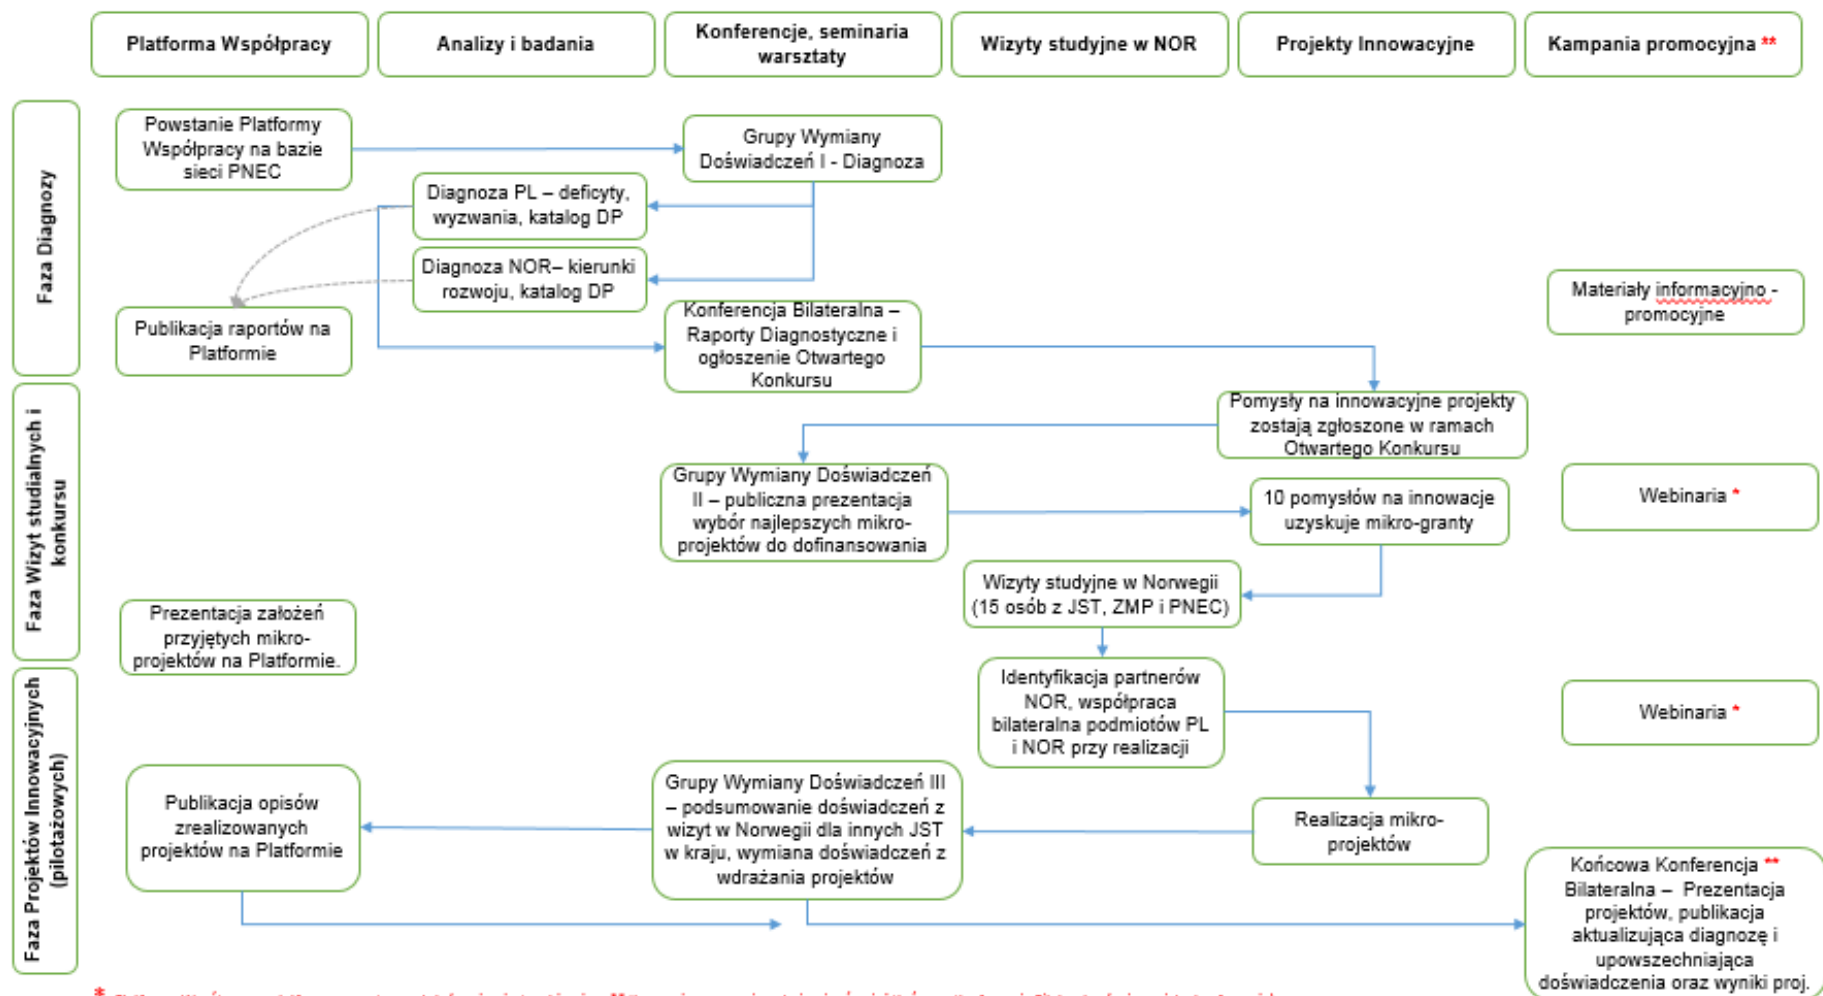 Platforma Współpracy
Analizy i badania
Konferencje, seminaria
warsztaty
Wizyty studyjne w NOR
Projekty Innowacyjne
Kampania promocyjna **
Faza Diagnozy
Powstanie Platformy
Współpracy na bazie
sieci PNEC
Grupy Wymiany
Doświadczeń I - Diagnoza
Diagnoza PL – deficyty,
wyzwania, katalog DP
Diagnoza NOR– kierunki
rozwoju, katalog DP
Publikacja raportów na
Platformie
Konferencja Bilateralna –
Raporty Diagnostyczne i
ogłoszenie Otwartego
Konkursu
Materiały informacyjno -
promocyjne
Faza Wizyt studialnych i
konkursu
Pomysły na innowacyjne projekty
zostają zgłoszone w ramach
Otwartego Konkursu
Grupy Wymiany Doświadczeń
II – publiczna prezentacja
wybór najlepszych mikro-
projektów do dofinansowania
10 pomysłów na innowacje
uzyskuje mikro-granty
Webinaria *
Wizyty studyjne w Norwegii
(15 osób z JST, ZMP i PNEC)
Prezentacja założeń
przyjętych mikro-
projektów na Platformie.
Faza Projektów Innowacyjnych
(pilotażowych)
Identyfikacja partnerów
NOR, współpraca
bilateralna podmiotów PL
i NOR przy realizacji
Webinaria *
Publikacja opisów
zrealizowanych
projektów na Platformie
Grupy Wymiany Doświadczeń III
– podsumowanie doświadczeń z
wizyt w Norwegii dla innych JST
w kraju, wymiana doświadczeń z
wdrażania projektów
Realizacja mikro-
projektów
Końcowa Konferencja **
Bilateralna – Prezentacja
projektów, publikacja
aktualizująca diagnozę i
upowszechniająca
doświadczenia oraz wyniki proj.
*